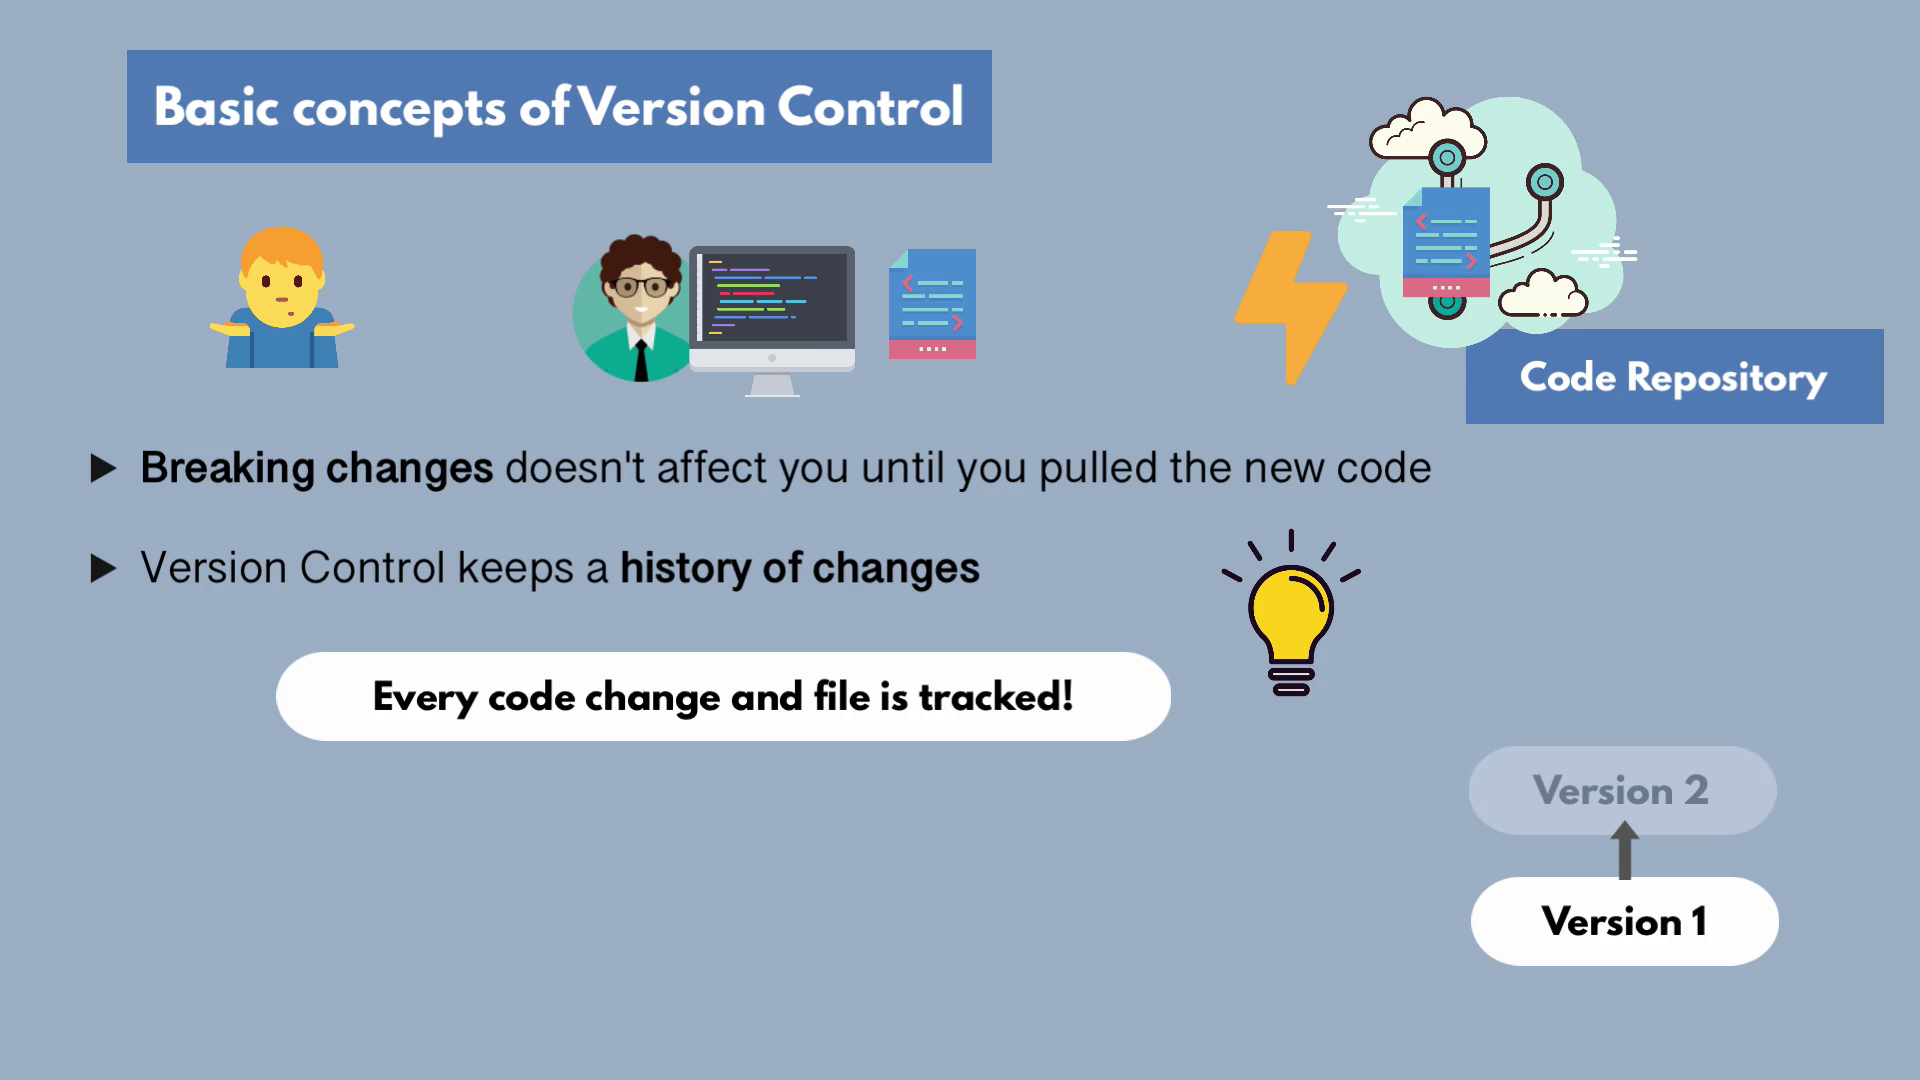 Basic concepts of Version Control
Code Repository
Breaking changes doesn't affect you until you pulled the new code
Version Control keeps a history of changes
Every code change and file is tracked!
Version 2
Version 1